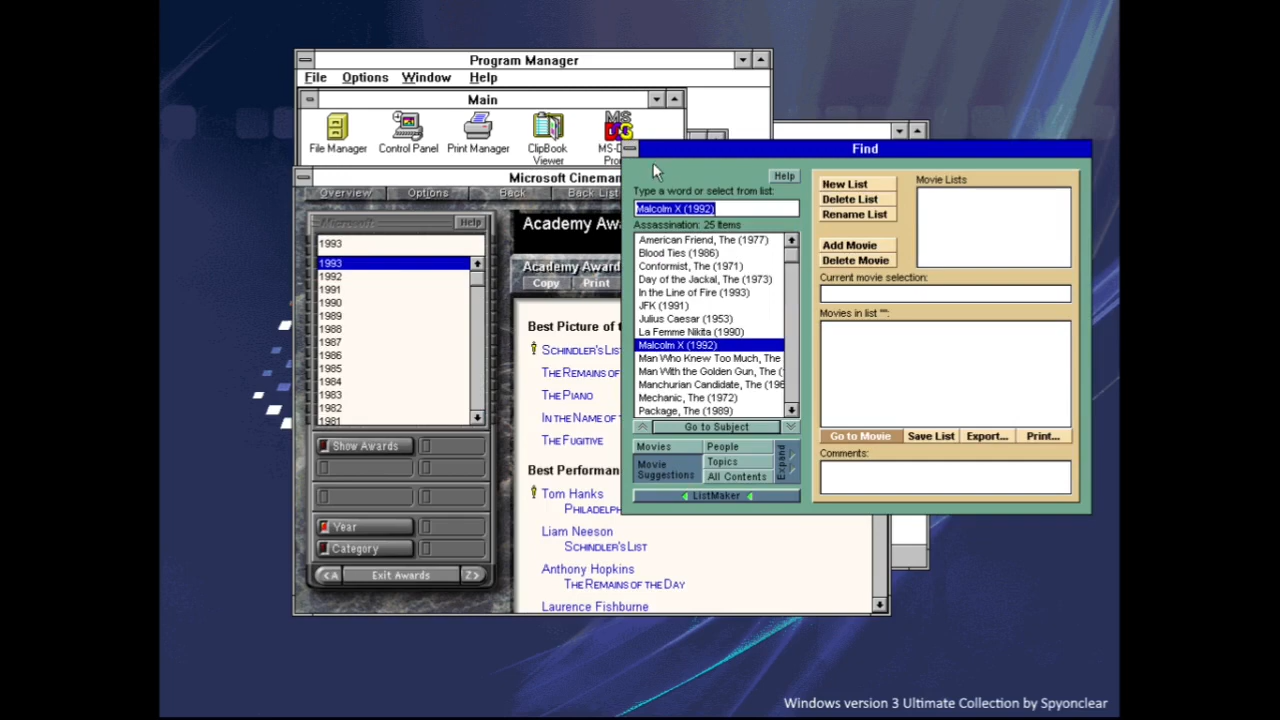 Program Manager
File Options Window Help
Main
File Manager
Control Panel
Print Manager
ClipBook
Viewer
MS
Microsoft Cineman
Overview Options Back Back List
Microsoft
Help
1993
1993
1992
1991
1990
1989
1988
1987
1986
1985
1984
1983
1982
1981
Show Awards
Year
Category
<A Exit Awards Z>
Academy Aw
Academy Award
Copy Print
Best Picture of t
SCHINDLER'S LIS
THE REMAINS OF
THE PIANO
IN THE NAME OF
THE FUGITIVE
Best Performan
Tom Hanks
PHILADELPH
Liam Neeson
SCHINDLER'S LIST
Anthony Hopkins
THE REMAINS OF THE DAY
Laurence Fishburne
Find
Help
Type a word or select from list:
Malcolm X (1992)
Assassination: 25 items
American Friend, The (1977)
Blood Ties (1986)
Conformist, The (1971)
Day of the Jackal, The (1973)
In the Line of Fire (1993)
JFK (1991)
Julius Caesar (1953)
La Femme Nikita (1990)
Malcolm X (1992)
Man Who Knew Too Much, The
Man With the Golden Gun, The (
Manchurian Candidate, The (196
Mechanic, The (1972)
Package, The (1989)
Go to Subject
Movies
Movie
Suggestions
People
Topics
All Contents
Expand
ListMaker
New List
Delete List
Rename List
Add Movie
Delete Movie
Movie Lists:
Current movie selection:
Movies in list "":
Go to Movie Save List Export... Print...
Comments:
Windows version 3 Ultimate Collection by Spyonclear